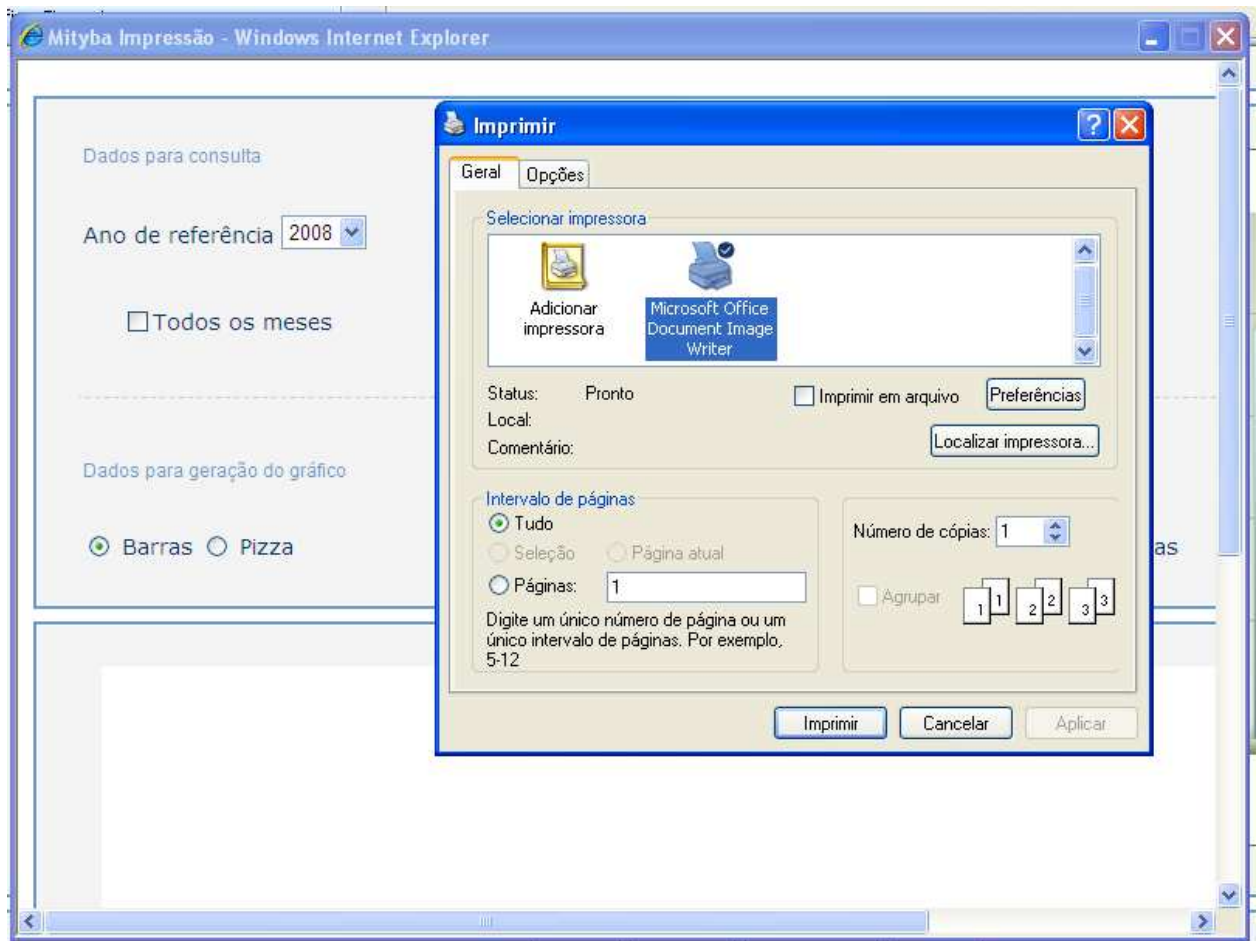 Mityba Impressão - Windows Internet Explorer
Dados para consulta
Ano de referência 2008
Todos os meses
Dados para geração do gráfico
Barras Pizza
as
Imprimir
Geral Opções
Selecionar impressora
Adicionar
impressora
Microsoft Office
Document Image
Writer
Status: Pronto
Imprimir em arquivo Preferências
Local:
Comentário:
Localizar impressora...
Intervalo de páginas
Tudo
Seleção Página atual
Páginas: 1
Digite um único número de página ou um
único intervalo de páginas. Por exemplo,
5-12
Número de cópias: 1
Agrupar 1 1 2 2 3 3
Imprimir Cancelar Aplicar